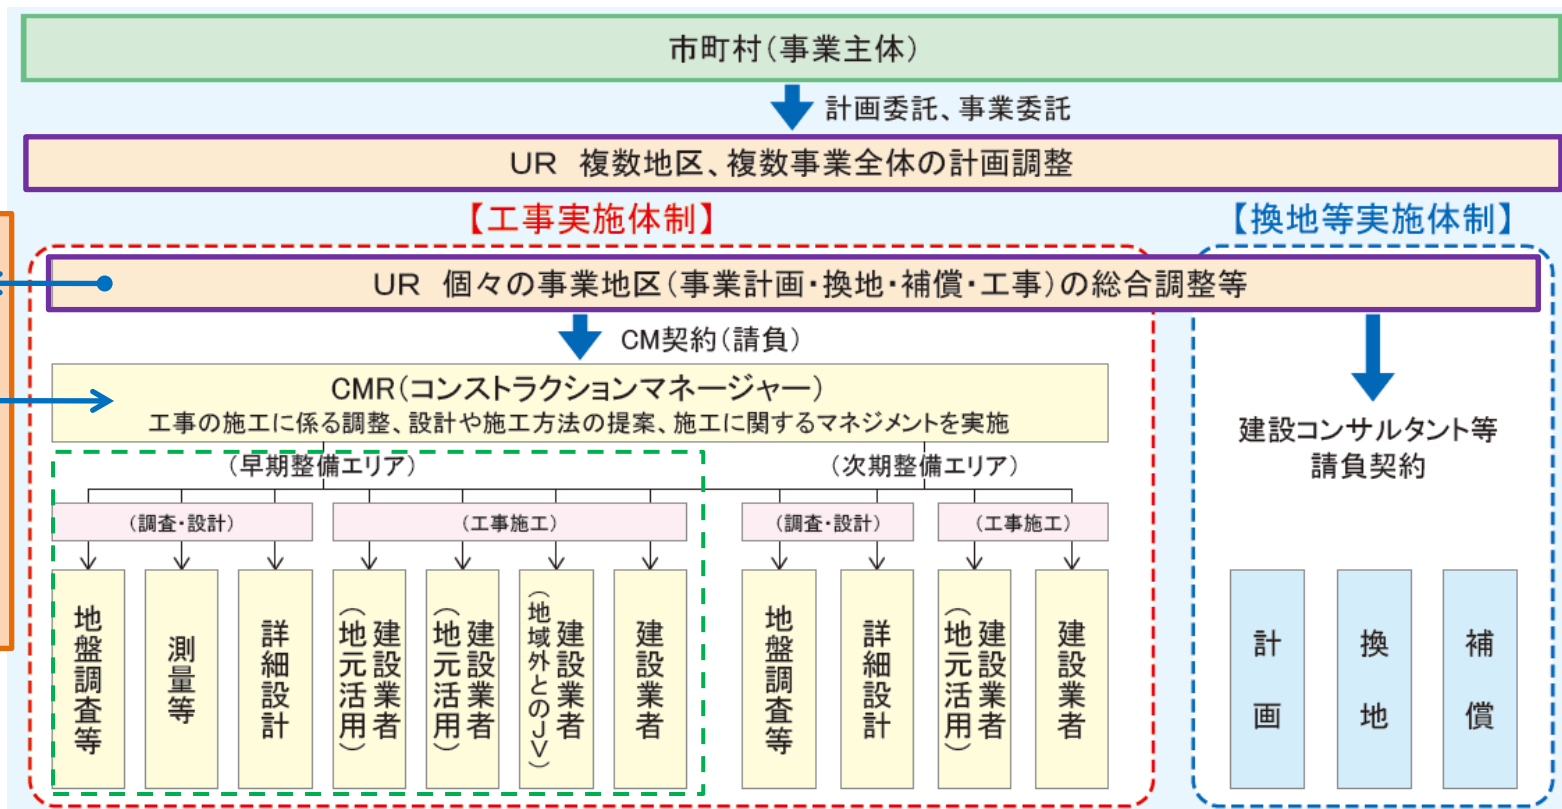 市町村(事業主体)
計画委託、事業委託
UR 複数地区、複数事業全体の計画調整
【工事実施体制】
【換地等実施体制】
UR 個々の事業地区(事業計画・換地・補償・工事)の総合調整等
CM契約(請負)
CMR(コンストラクションマネージャー)
工事の施工に係る調整、設計や施工方法の提案、施工に関するマネジメントを実施
建設コンサルタント等
請負契約
(早期整備エリア)
(次期整備エリア)
(調査・設計)
(工事施工)
(調査・設計)
(工事施工)
地盤調査等
測量等
詳細設計
建設業者
(地元活用)
建設業者
(地元活用)
建設業者
(地域外とのJV)
建設業者
地盤調査等
詳細設計
建設業者
(地元活用)
建設業者
計画
換地
補償